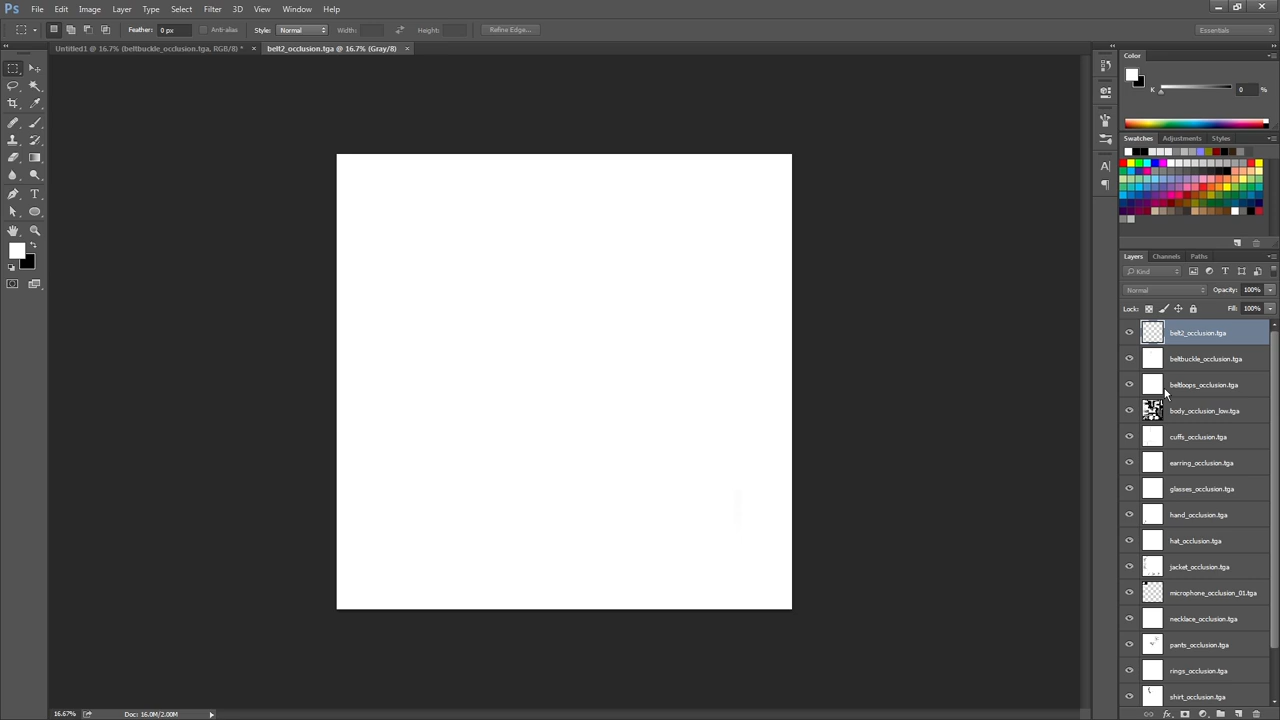 Ps File Edit Image Layer Type Select Filter 3D View Window Help
Feather: 0 px Anti-alias Style: Normal Width: Height: Refine Edge... Essentials
Untitled1 @ 16.7% (beltbuckle_occlusion.tga, RGB/8) * × belt2_occlusion.tga @ 16.7% (Gray/8) ×
Color
K 0 %
Swatches Adjustments Styles
Layers Channels Paths
Kind
Normal Opacity: 100%
Lock: Fill: 100%
belt2_occlusion.tga
beltbuckle_occlusion.tga
beltloops_occlusion.tga
body_occlusion_low.tga
cuffs_occlusion.tga
earring_occlusion.tga
glasses_occlusion.tga
hand_occlusion.tga
hat_occlusion.tga
jacket_occlusion.tga
microphone_occlusion_01.tga
necklace_occlusion.tga
pants_occlusion.tga
rings_occlusion.tga
shirt_occlusion.tga
16.67% Doc: 16.0M/2.00M